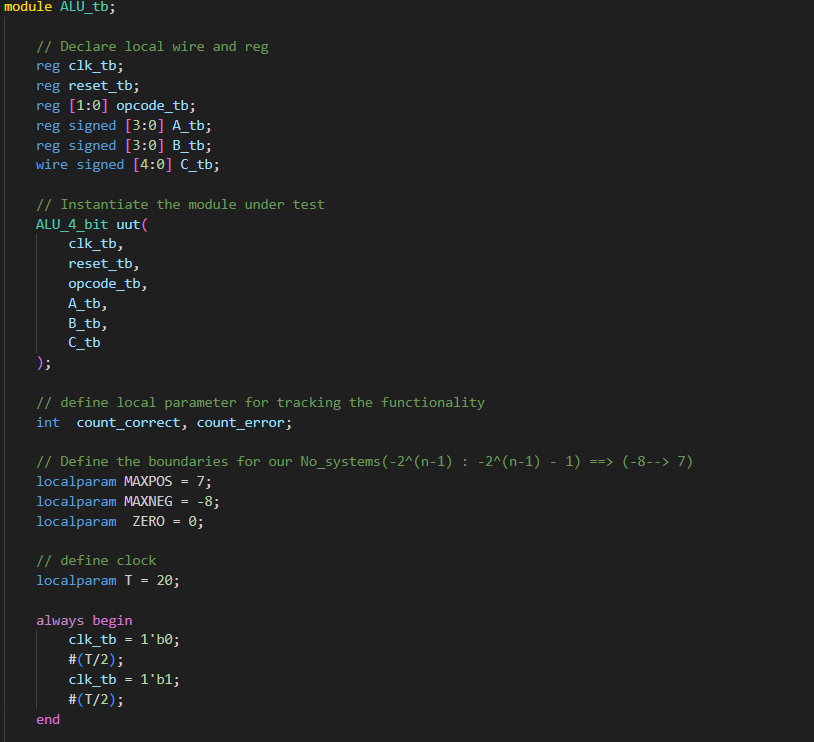 module ALU_tb;
// Declare local wire and reg
reg clk_tb;
reg reset_tb;
reg [1:0] opcode_tb;
reg signed [3:0] A_tb;
reg signed [3:0] B_tb;
wire signed [4:0] C_tb;
// Instantiate the module under test
ALU_4_bit uut(
clk_tb,
reset_tb,
opcode_tb,
A_tb,
B_tb,
C_tb
);
// define local parameter for tracking the functionality
int  count_correct, count_error;
// Define the boundaries for our No_systems(-2^(n-1) : -2^(n-1) - 1) ==> (-8--> 7)
localparam MAXPOS = 7;
localparam MAXNEG = -8;
localparam  ZERO = 0;
// define clock
localparam T = 20;
always begin
clk_tb = 1'b0;
#(T/2);
clk_tb = 1'b1;
#(T/2);
end